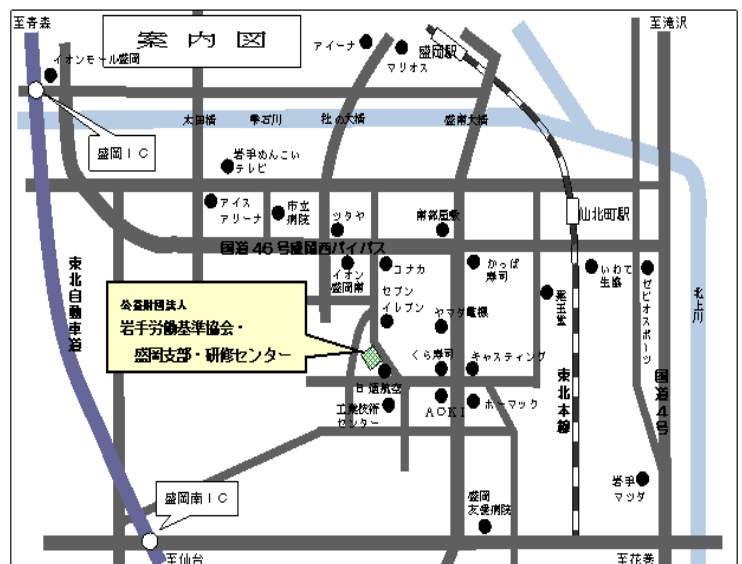 至青森
案内図
至滝沢
アイーナ
マリオス
盛岡駅
イオンモール盛岡
太田橋
雫石川
杜の大橋
盛南大橋
盛岡IC
岩手めんこい
テレビ
アイス
アリーナ
市立
病院
ツタヤ
南部屋敷
仙北町駅
国道46号盛岡西バイパス
東北自動車道
イオン
盛岡南
コナカ
かっぱ
寿司
いわて
生協
ゼビオスポーツ
北上川
セブン
イレブン
薬王堂
公益財団法人
岩手労働基準協会・
盛岡支部・研修センター
ヤマダ電機
くら寿司
キャスティング
日通航空
東北本線
国道4号
工業技術
センター
AOKI
ホーマック
岩手
マツダ
盛岡南IC
盛岡
友愛病院
至仙台
至花巻